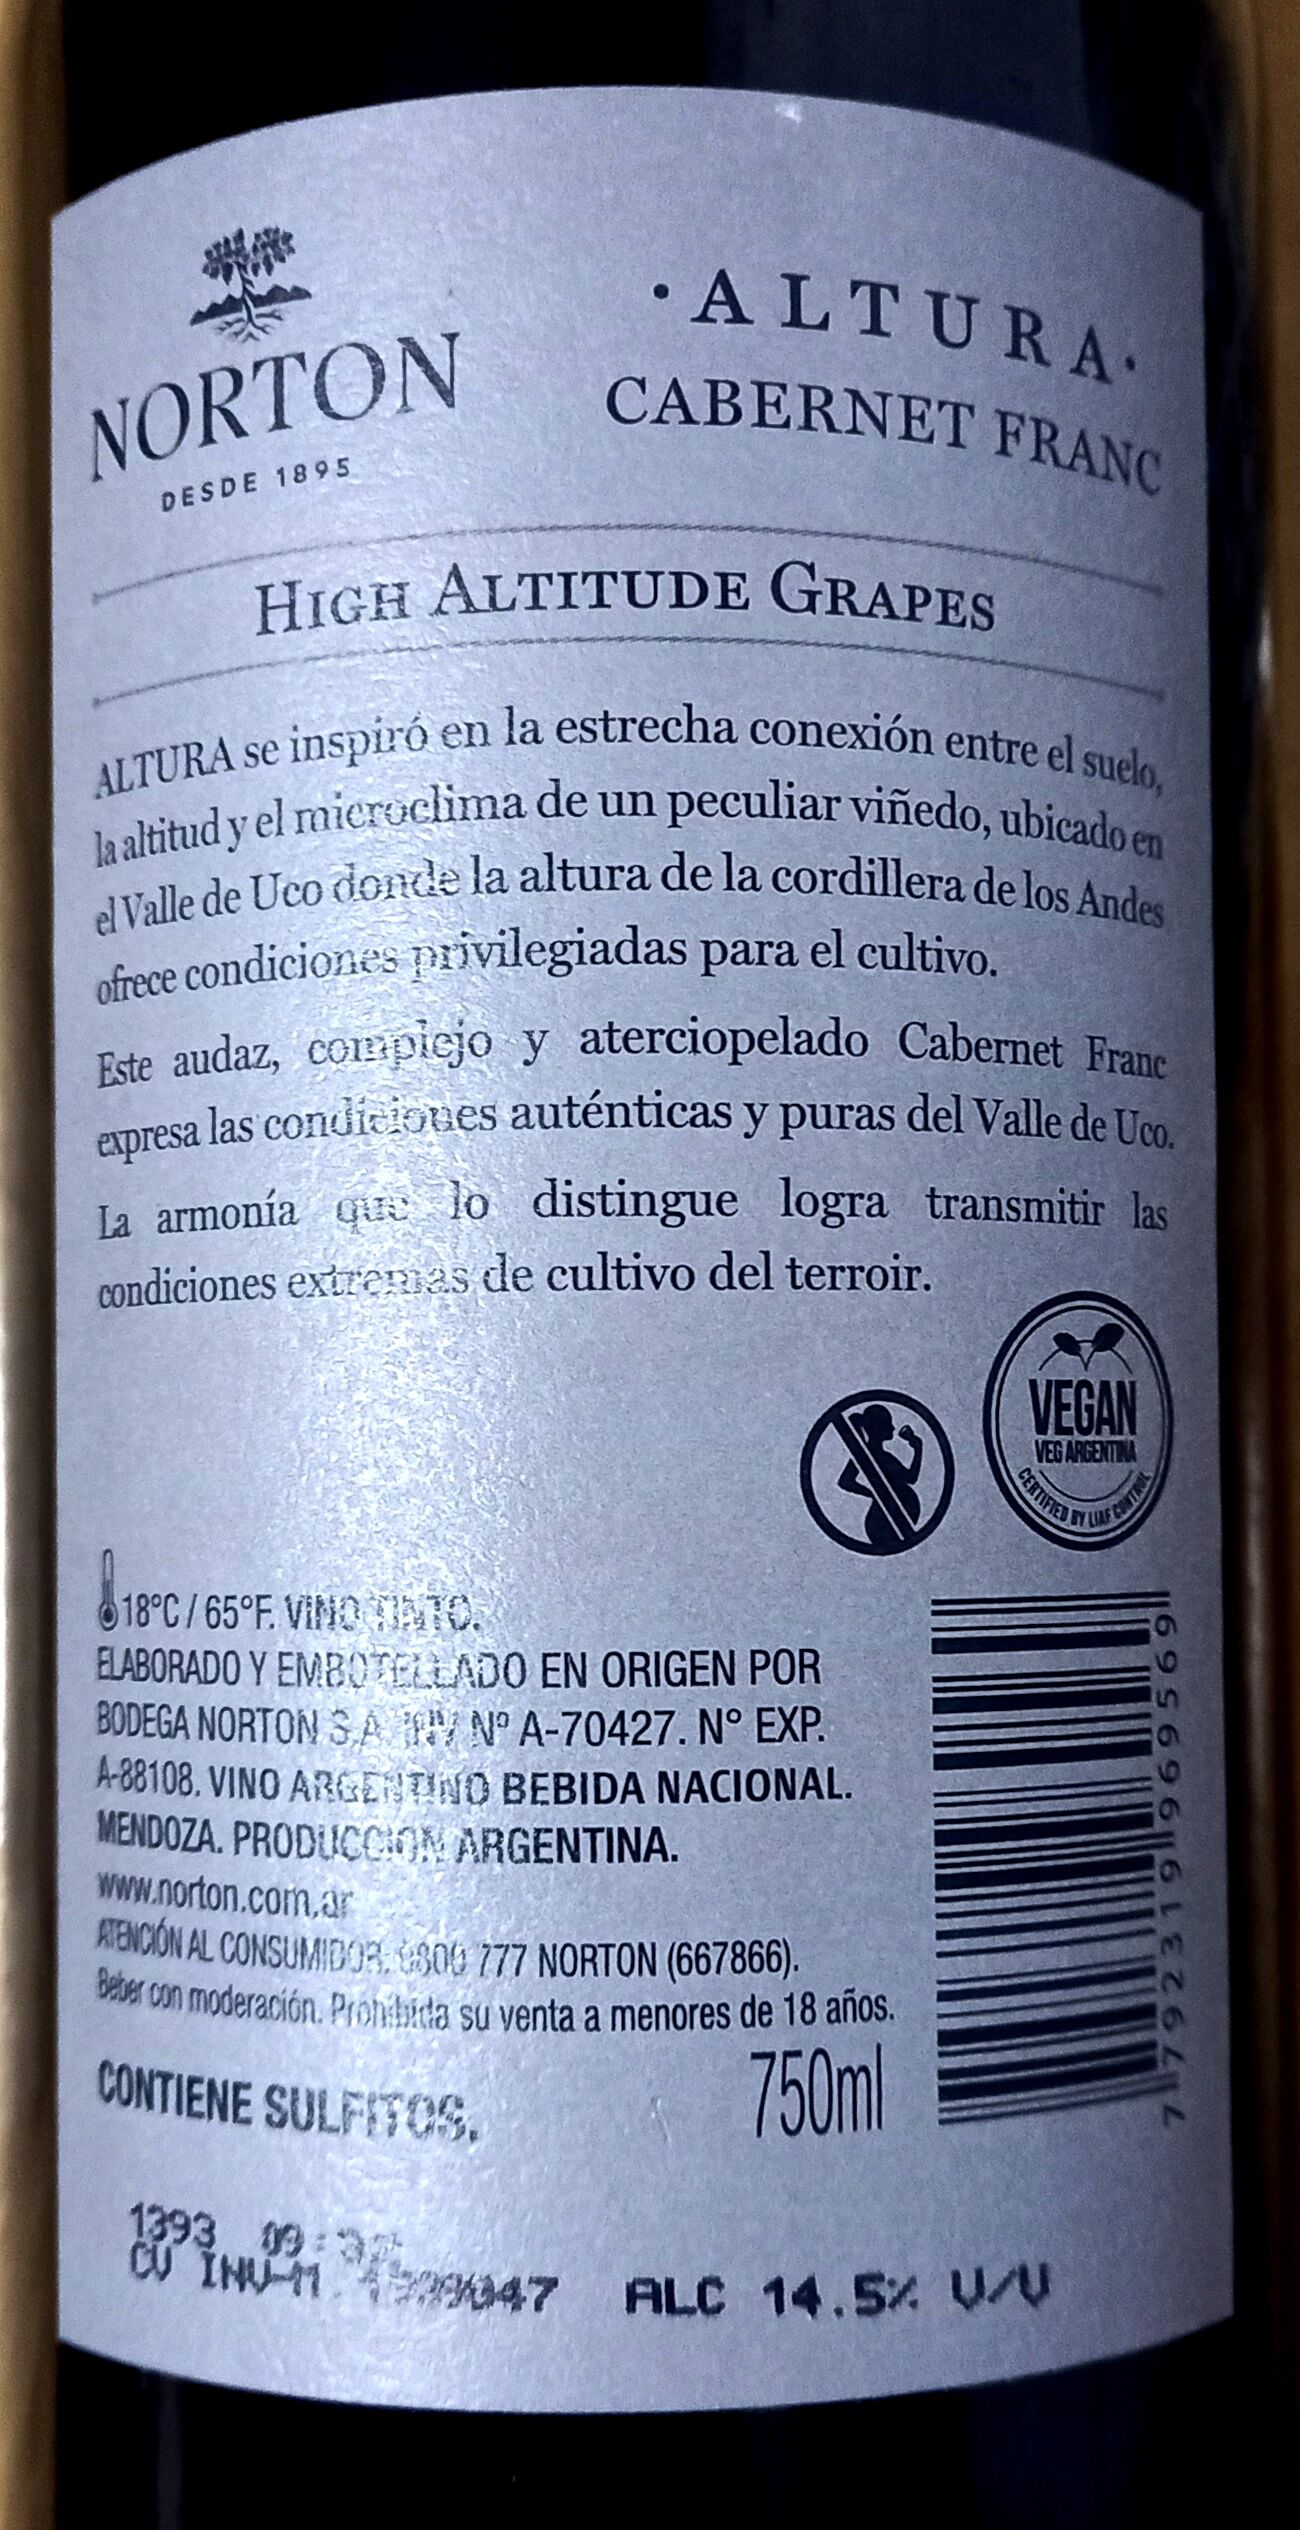 NORTON
DESDE 1895
·ALTURA·
CABERNET FRANC
HIGH ALTITUDE GRAPES
ALTURA se inspiró en la estrecha conexión entre el suelo,
la altitud y el microclima de un peculiar viñedo, ubicado en
el Valle de Uco donde la altura de la cordillera de los Andes
ofrece condiciones privilegiadas para el cultivo.
Este audaz, complejo y aterciopelado Cabernet Franc
expresa las condiciones auténticas y puras del Valle de Uco.
La armonía que lo distingue logra transmitir las
condiciones extremas de cultivo del terroir.
VEGAN
VEG ARGENTINA
CERTIFIED BY LIAF CONTROL
18°C / 65°F. VINO TINTO.
ELABORADO Y EMBOTELLADO EN ORIGEN POR
BODEGA NORTON S.A. INV Nº A-70427. N° EXP.
A-88108. VINO ARGENTINO BEBIDA NACIONAL.
MENDOZA. PRODUCCION ARGENTINA.
www.norton.com.ar
ATENCIÓN AL CONSUMIDOR. 0800 777 NORTON (667866).
Beber con moderación. Prohibida su venta a menores de 18 años.
CONTIENE SULFITOS.
750ml
7 792319 969569
1393
CU INV-M ALC 14.5% V/V